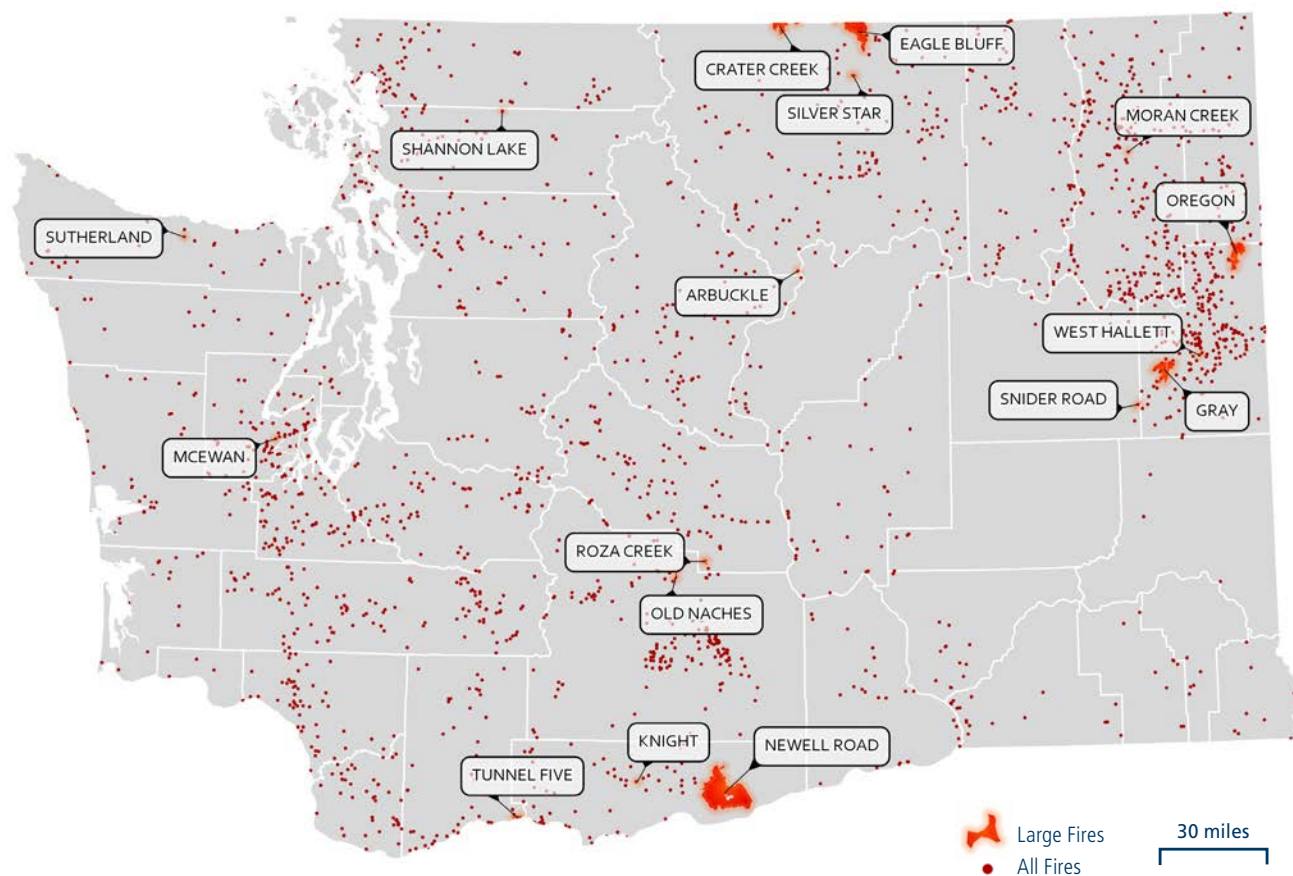 EAGLE BLUFF
CRATER CREEK
SILVER STAR
MORAN CREEK
SHANNON LAKE
OREGON
SUTHERLAND
ARBUCKLE
WEST HALLETT
SNIDER ROAD
GRAY
MCEWAN
ROZA CREEK
OLD NACHES
KNIGHT
NEWELL ROAD
TUNNEL FIVE
Large Fires
30 miles
All Fires